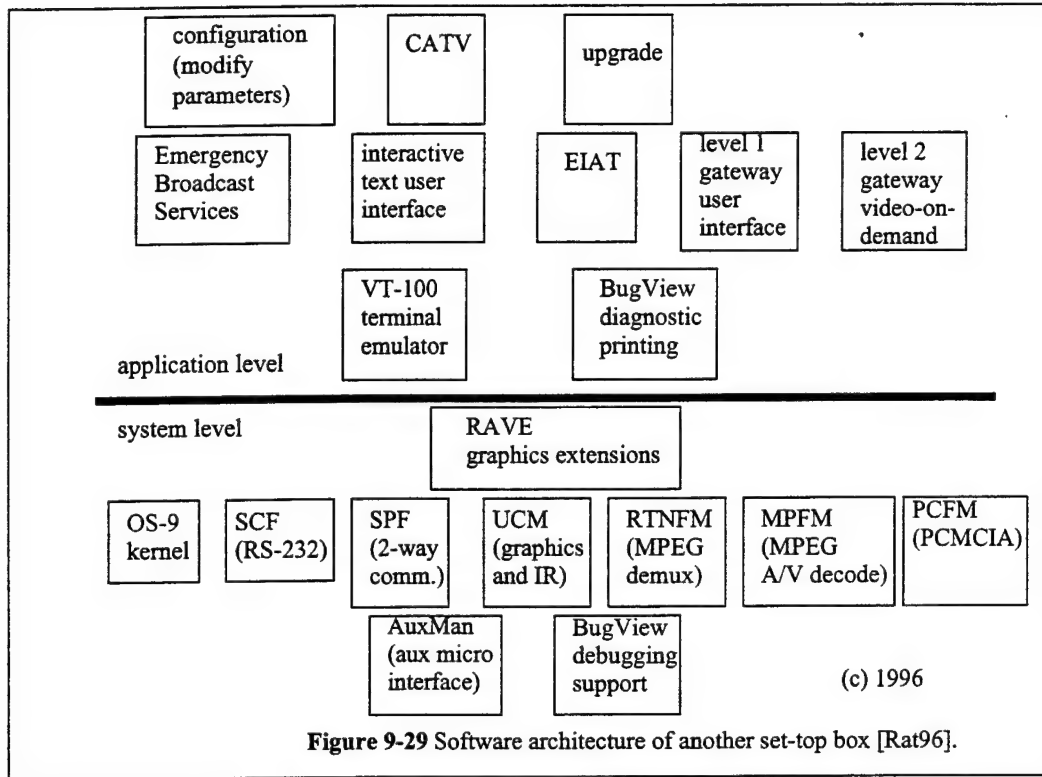 configuration
(modify
parameters)
CATV
upgrade
Emergency
Broadcast
Services
interactive
text user
interface
EIAT
level 1
gateway
user
interface
level 2
gateway
video-on-
demand
VT-100
terminal
emulator
BugView
diagnostic
printing
application level
system level
RAVE
graphics extensions
OS-9
kernel
SCF
(RS-232)
SPF
(2-way
comm.)
UCM
(graphics
and IR)
RTNFM
(MPEG
demux)
MPFM
(MPEG
A/V decode)
PCFM
(PCMCIA)
AuxMan
(aux micro
interface)
BugView
debugging
support
(c) 1996
Figure 9-29 Software architecture of another set-top box [Rat96].